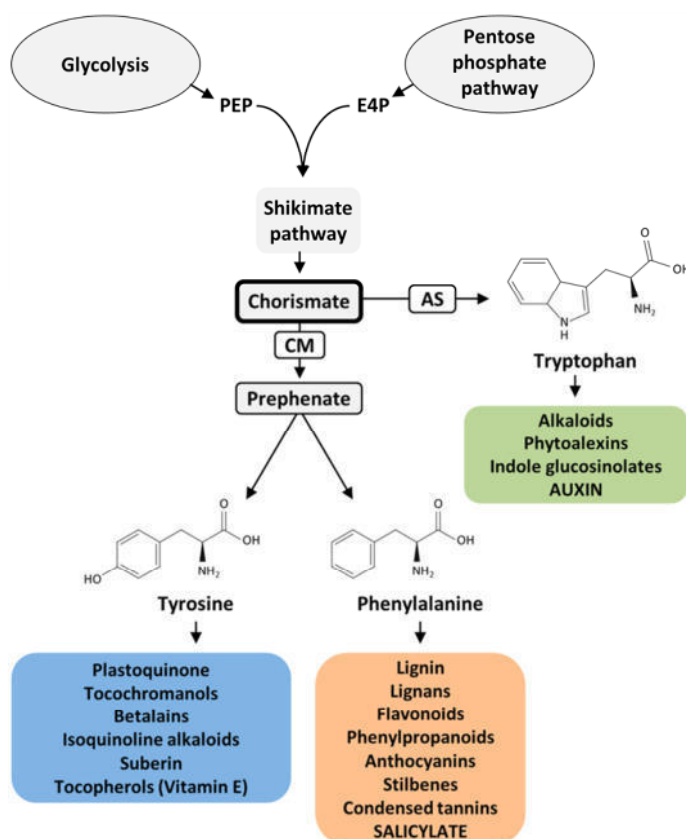 Glycolysis
Pentose
phosphate
pathway
PEP
E4P
Shikimate
pathway
Chorismate
AS
CM
Prephenate
O
OH
NH₂
N
H
Tryptophan
Alkaloids
Phytoalexins
Indole glucosinolates
AUXIN
O
OH
NH₂
HO
Tyrosine
O
OH
NH₂
Phenylalanine
Plastoquinone
Tocochromanols
Betalains
Isoquinoline alkaloids
Suberin
Tocopherols (Vitamin E)
Lignin
Lignans
Flavonoids
Phenylpropanoids
Anthocyanins
Stilbenes
Condensed tannins
SALICYLATE